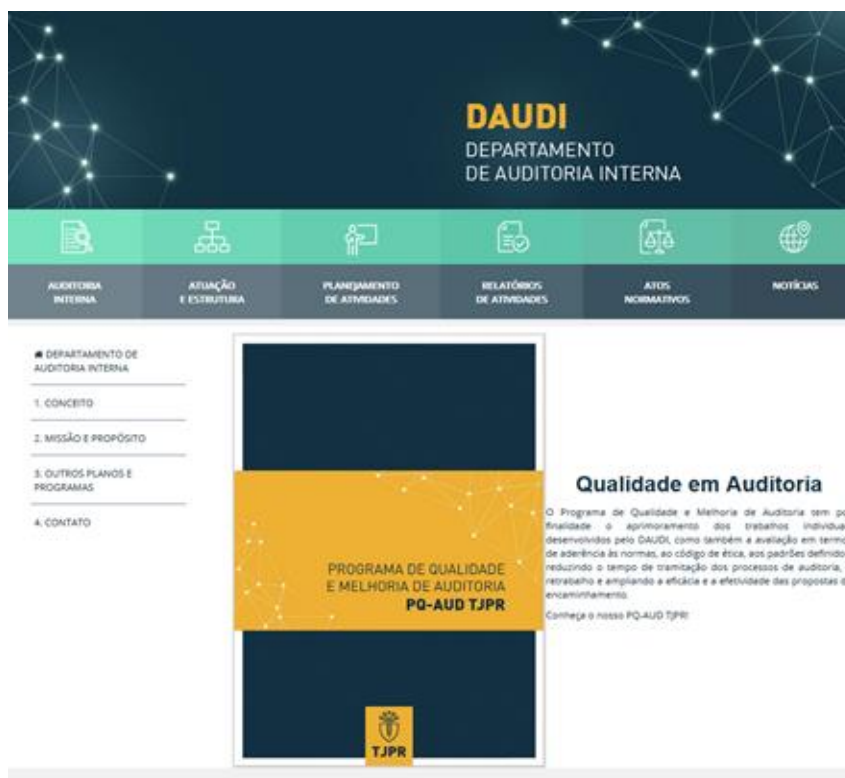 DAUDI
DEPARTAMENTO
DE AUDITORIA INTERNA
AUDITORIA
INTERNA
ATUAÇÃO
E ESTRUTURA
PLANEJAMENTO
DE ATIVIDADES
RELATÓRIOS
DE ATIVIDADES
ATOS
NORMATIVOS
NOTÍCIAS
DEPARTAMENTO DE
AUDITORIA INTERNA
1. CONCEITO
2. MISSÃO E PROPÓSITO
3. OUTROS PLANOS E
PROGRAMAS
4. CONTATO
PROGRAMA DE QUALIDADE
E MELHORIA DE AUDITORIA
PQ-AUD TJPR
TJPR
Qualidade em Auditoria
O Programa de Qualidade e Melhoria de Auditoria tem po
finalidade o aprimoramento dos trabalhos individua
desenvolvidos pelo DAUDI, como também a avaliação em termo
de aderência às normas, ao código de ética, aos padrões definido
reduzindo o tempo de tramitação dos processos de auditoria,
retrabalho e ampliando a eficácia e a efetividade das propostas d
encaminhamento.
Conheça o nosso PQ-AUD TJPR!